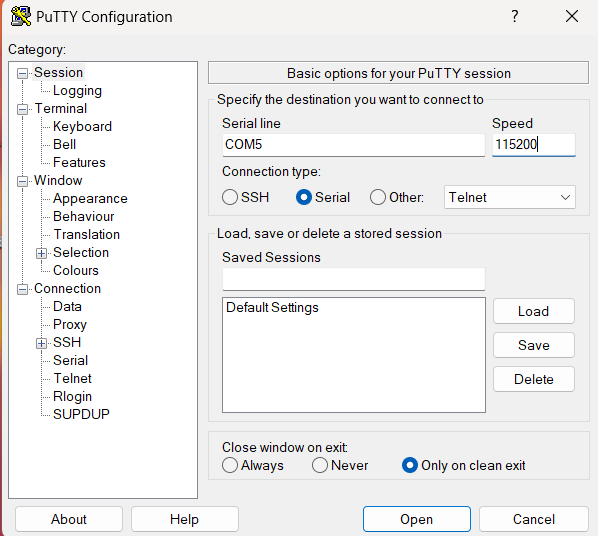 PuTTY Configuration
?
Category:
Session
Logging
Terminal
Keyboard
Bell
Features
Window
Appearance
Behaviour
Translation
Selection
Colours
Connection
Data
Proxy
SSH
Serial
Telnet
Rlogin
SUPDUP
Basic options for your PuTTY session
Specify the destination you want to connect to
Serial line Speed
COM5 115200
Connection type:
SSH Serial Other: Telnet
Load, save or delete a stored session
Saved Sessions
Default Settings
Load
Save
Delete
Close window on exit:
Always Never Only on clean exit
About Help Open Cancel